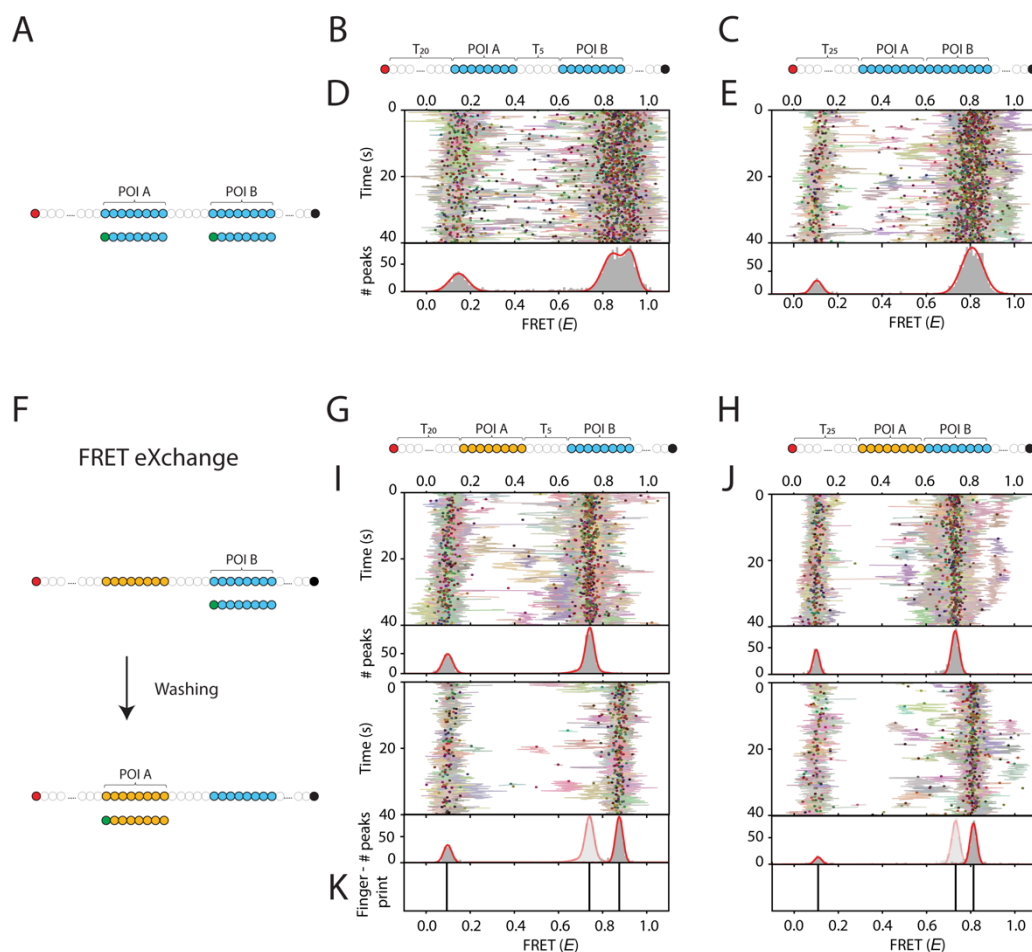 A
B
C
T20 POI A T5 POI B
T25 POI A POI B
D
E
0.0 0.2 0.4 0.6 0.8 1.0
0.0 0.2 0.4 0.6 0.8 1.0
Time (s)
0
20
40
0
20
40
# peaks
50
0
50
0
0.0 0.2 0.4 0.6 0.8 1.0
0.0 0.2 0.4 0.6 0.8 1.0
FRET (E)
FRET (E)
POI A POI B
F
FRET eXchange
POI B
Washing
POI A
G
H
T20 POI A T5 POI B
T25 POI A POI B
I
J
0.0 0.2 0.4 0.6 0.8 1.0
0.0 0.2 0.4 0.6 0.8 1.0
Time (s)
0
20
40
0
20
40
# peaks
50
0
50
0
Time (s)
0
20
40
0
20
40
# peaks
50
0
50
0
K
Finger-
print
0.0 0.2 0.4 0.6 0.8 1.0
0.0 0.2 0.4 0.6 0.8 1.0
FRET (E)
FRET (E)